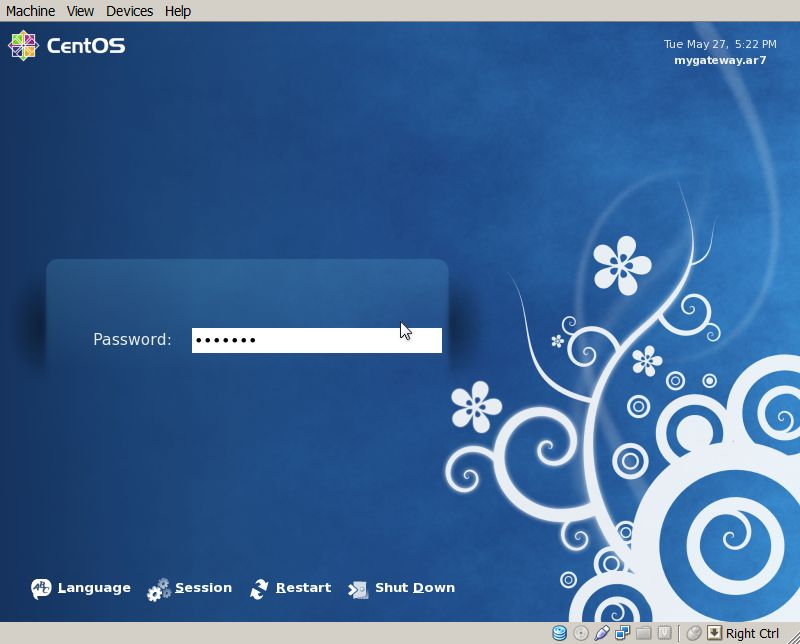 Machine View Devices Help
CentOS
Tue May 27, 5:22 PM
mygateway.ar7
Password: •••••••
Language Session Restart Shut Down
Right Ctrl